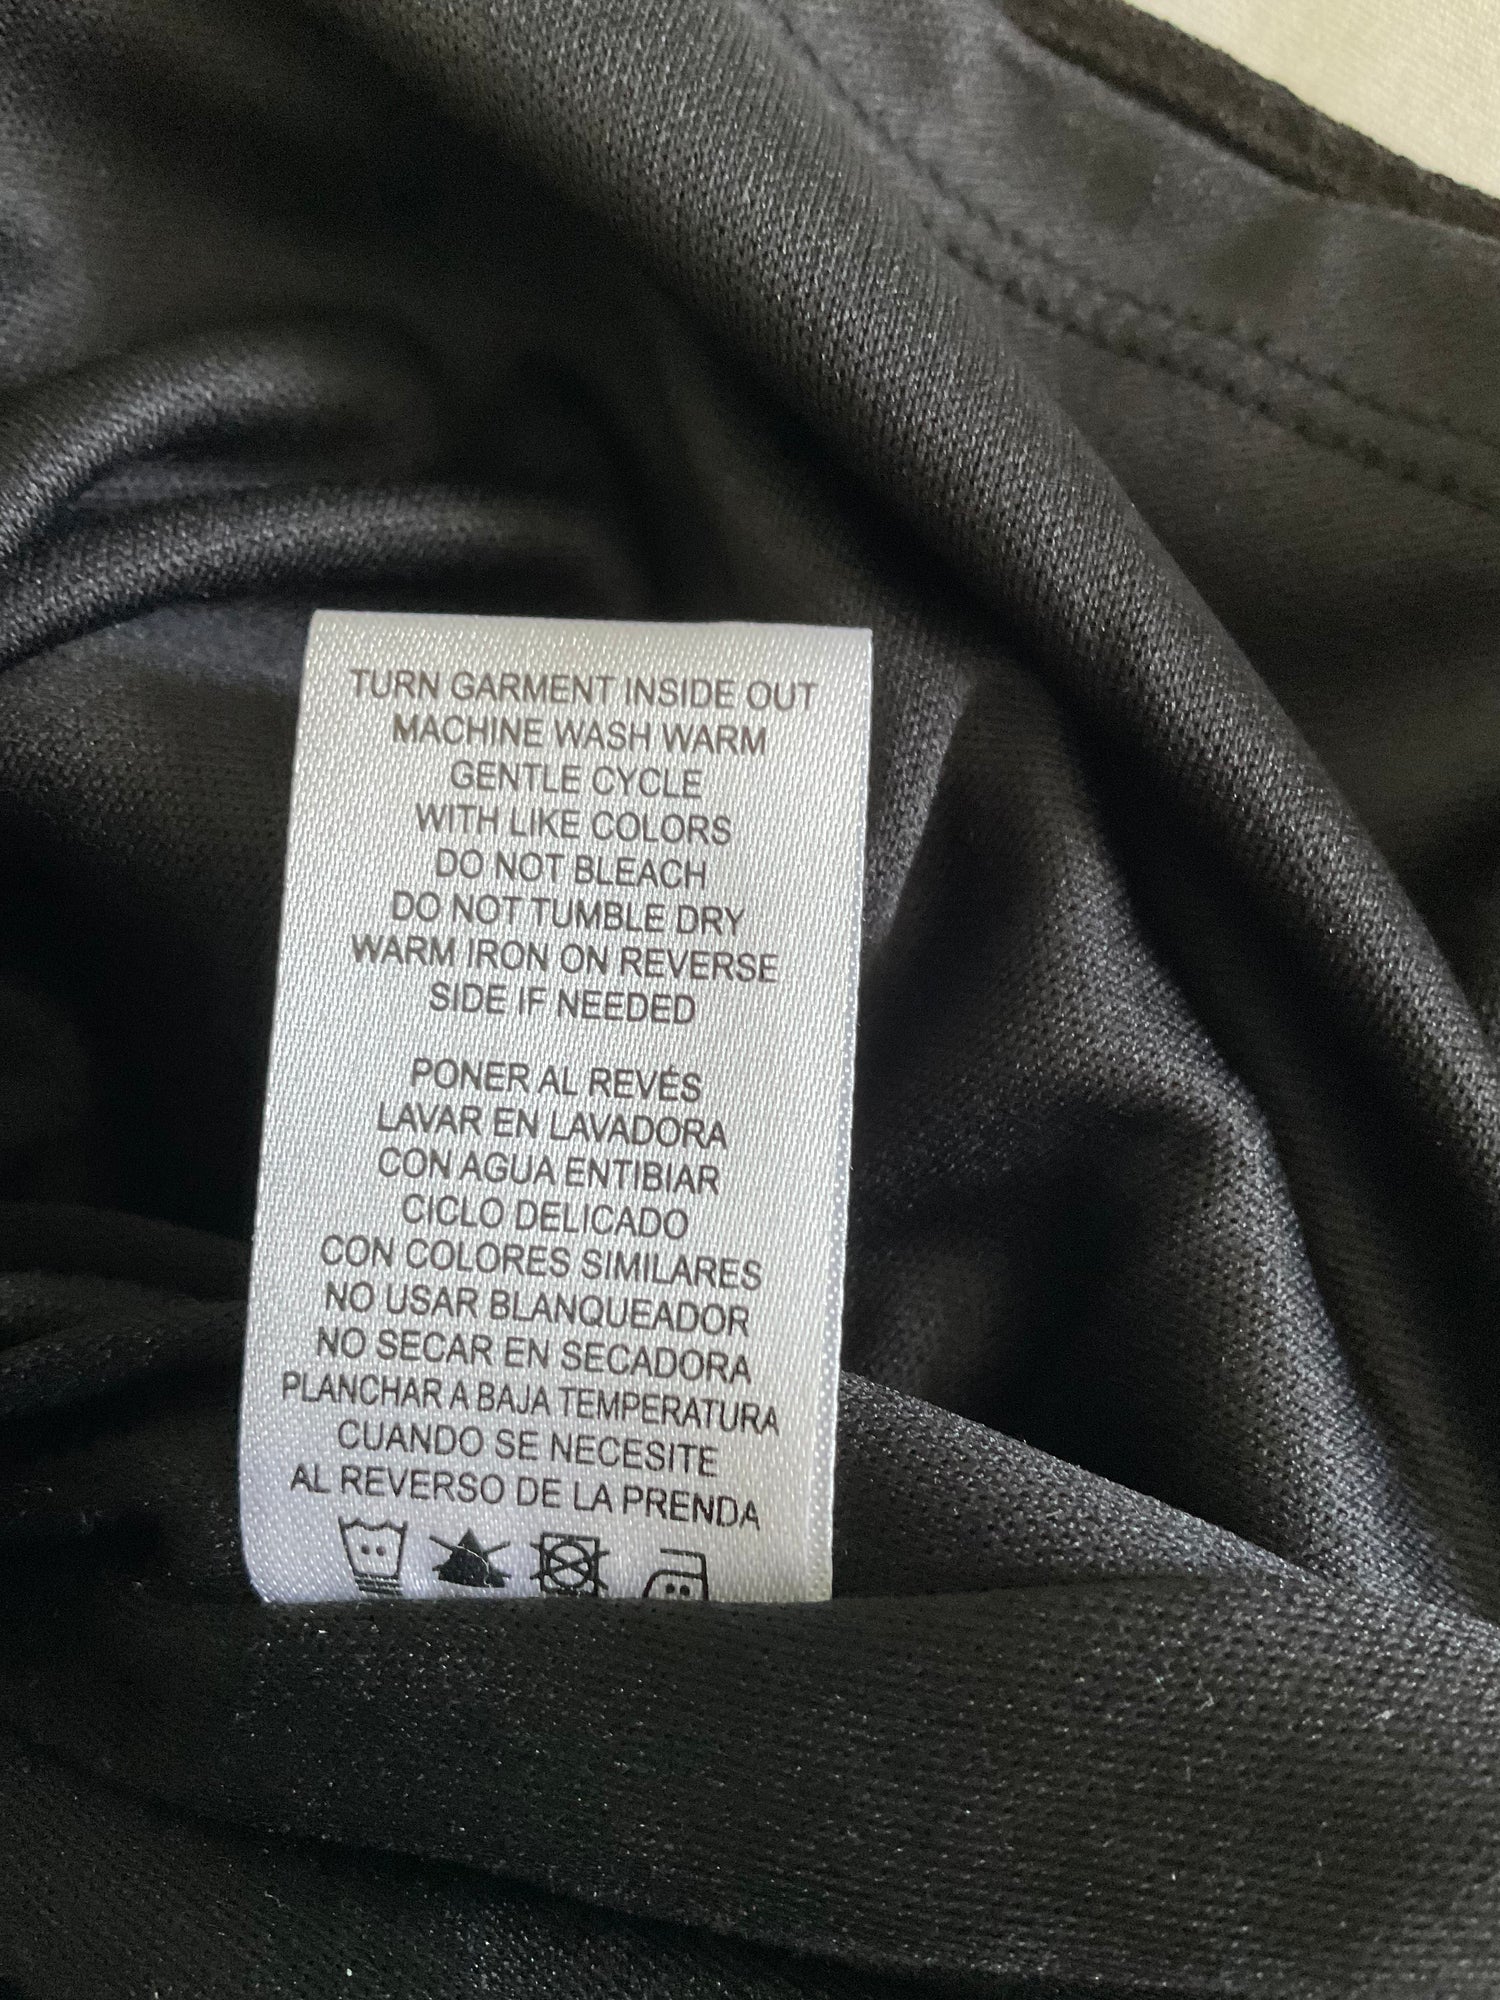 TURN GARMENT INSIDE OUT
MACHINE WASH WARM
GENTLE CYCLE
WITH LIKE COLORS
DO NOT BLEACH
DO NOT TUMBLE DRY
WARM IRON ON REVERSE
SIDE IF NEEDED
PONER AL REVÉS
LAVAR EN LAVADORA
CON AGUA ENTIBIAR
CICLO DELICADO
CON COLORES SIMILARES
NO USAR BLANQUEADOR
NO SECAR EN SECADORA
PLANCHAR A BAJA TEMPERATURA
CUANDO SE NECESITE
AL REVERSO DE LA PRENDA